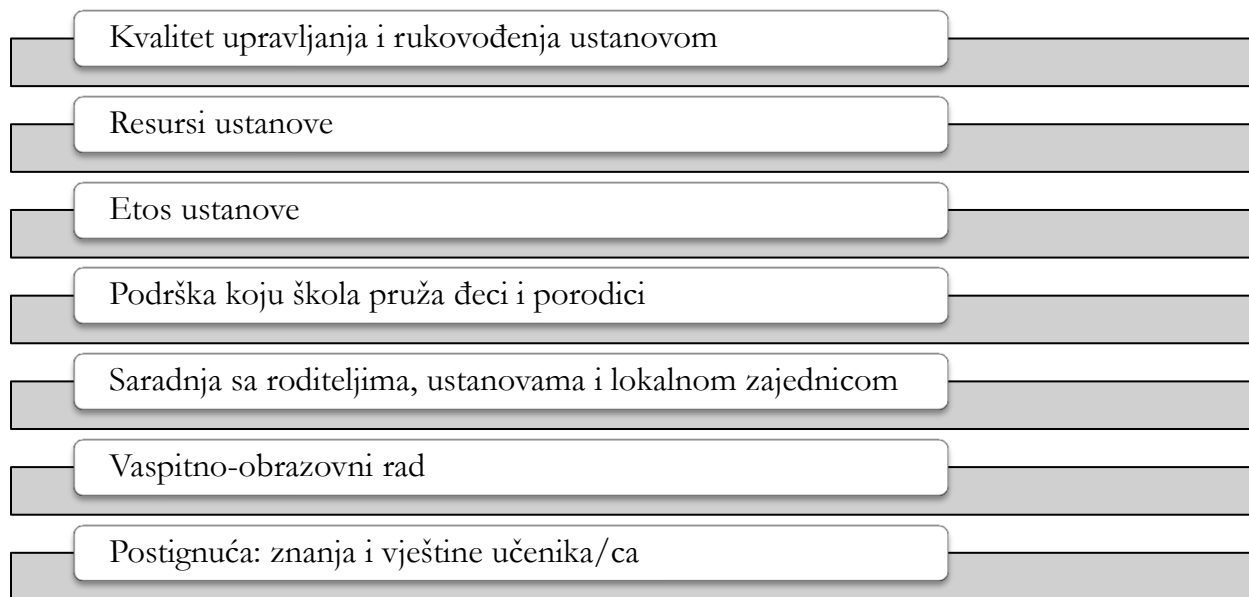 Kvalitet upravljanja i rukovođenja ustanovom
Resursi ustanove
Etos ustanove
Podrška koju škola pruža đeci i porodici
Saradnja sa roditeljima, ustanovama i lokalnom zajednicom
Vaspitno-obrazovni rad
Postignuća: znanja i vještine učenika/ca